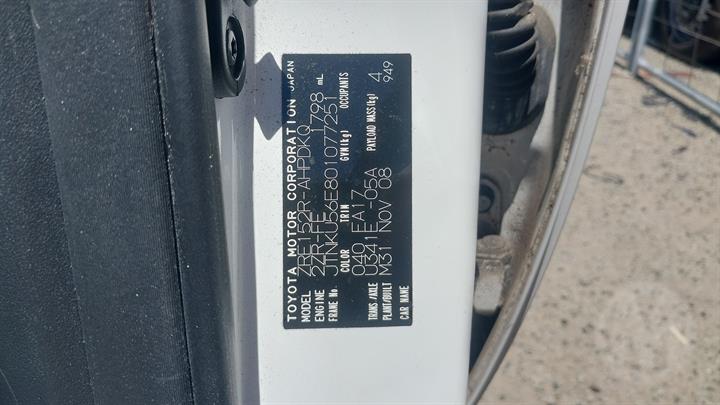 TOYOTA MOTOR CORPORATION JAPAN
MODEL ZRE152R-AHPDKQ
ENGINE 2ZR-FE 1798 mL
FRAME No. JTNKU56E801077251
COLOR TRIM GVM(kg) OCCUPANTS
040 EA17 4
TRANS/AXLE U341E -05A PAYLOAD MASS(kg) 949
PLANT/BUILT M31 NOV '08
CAR NAME